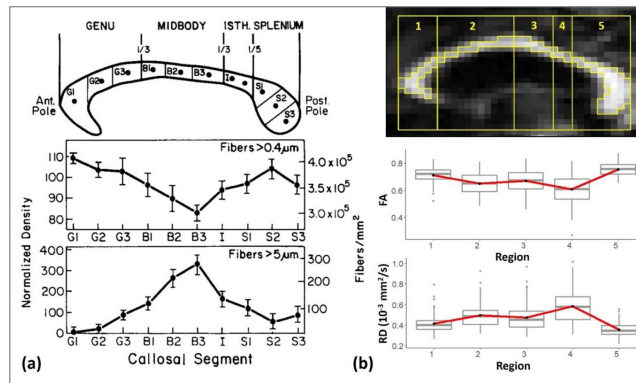 GENU
MIDBODY
ISTH. SPLENIUM
1/3
1/3
1/5
G1
G2
G3
B1
B2
B3
I
S1
S2
S3
Ant. Pole
Post. Pole
Fibers>0.4μm
110
100
90
80
4.0 x 10⁵
3.5 x 10⁵
3.0 x 10⁵
G1 G2 G3 B1 B2 B3 I S1 S2 S3
Fibers>5μm
400
300
200
100
0
300
200
100
G1 G2 G3 B1 B2 B3 I S1 S2 S3
Normalized Density
Fibers/mm²
Callosal Segment
(a)
1 2 3 4 5
FA
0.8
0.6
0.4
1 2 3 4 5
Region
RD (10⁻³ mm²/s)
1.0
0.8
0.6
0.4
0.2
1 2 3 4 5
Region
(b)